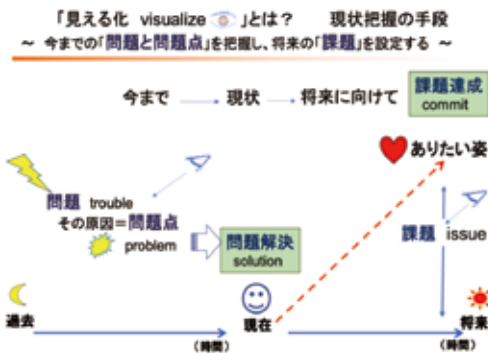 「見える化 visualize 」とは？ 現状把握の手段
～ 今までの「問題と問題点」を把握し、将来の「課題」を設定する ～
今まで 現状 将来に向けて
課題達成
commit
ありたい姿
問題 trouble
その原因＝問題点
problem
問題解決
solution
課題 issue
過去
現在
将来
(時間)
(時間)